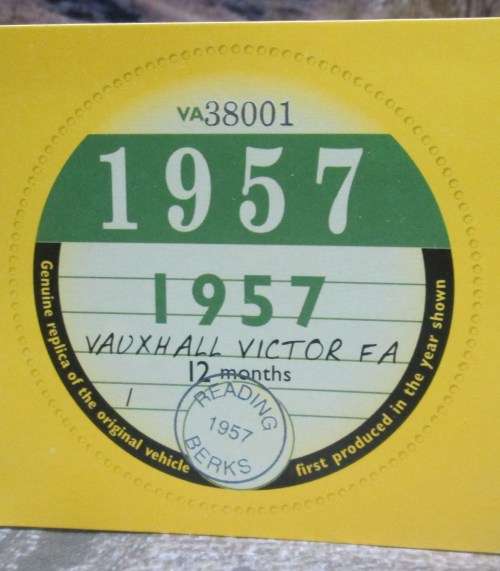 VA38001
1957
1957
VAUXHALL VICTOR FA
12 months
1
READING
1957
BERKS
Genuine replica of the original vehicle
first produced in the year shown